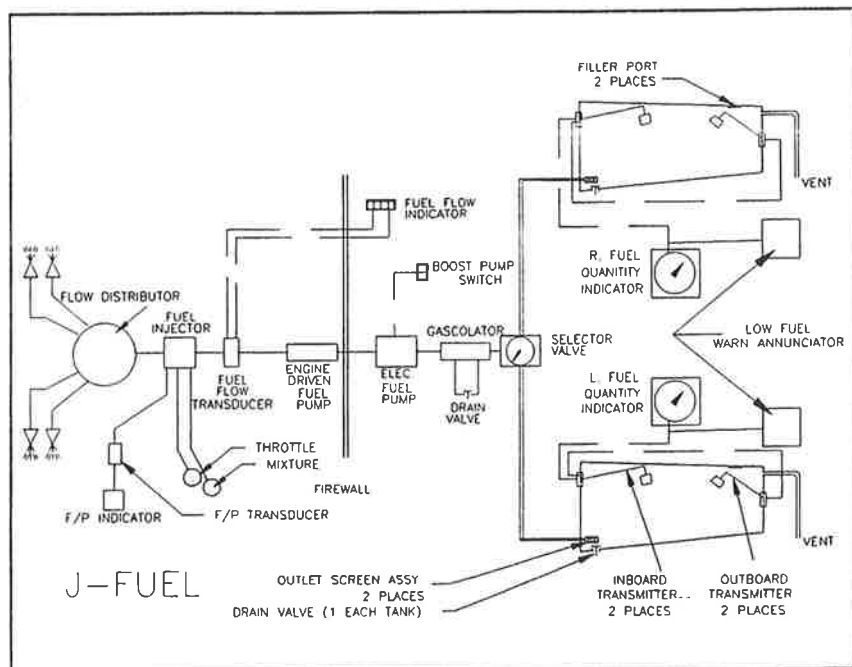 FILLER PORT
2 PLACES
VENT
FUEL FLOW
INDICATOR
BOOST PUMP
SWITCH
R. FUEL
QUANTITY
INDICATOR
FLOW DISTRIBUTOR
FUEL
INJECTOR
GASCOLATOR
SELECTOR
VALVE
LOW FUEL
WARN ANNUNCIATOR
FUEL
FLOW
TRANSDUCER
ENGINE
DRIVEN
FUEL
PUMP
ELEC
FUEL
PUMP
DRAIN
VALVE
L. FUEL
QUANTITY
INDICATOR
THROTTLE
MIXTURE
FIREWALL
F/P INDICATOR
F/P TRANSDUCER
VENT
J-FUEL
OUTLET SCREEN ASSY
2 PLACES
DRAIN VALVE (1 EACH TANK)
INBOARD
TRANSMITTER
2 PLACES
OUTBOARD
TRANSMITTER
2 PLACES